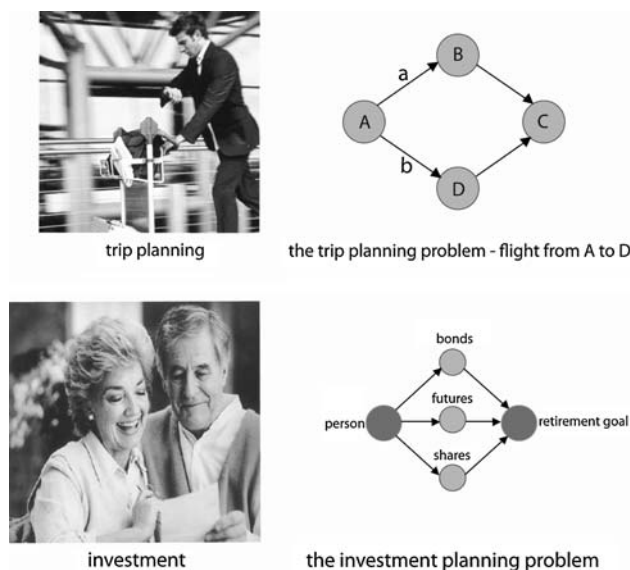 B
a
A
C
b
D
trip planning
the trip planning problem - flight from A to D
bonds
futures
person
retirement goal
shares
investment
the investment planning problem